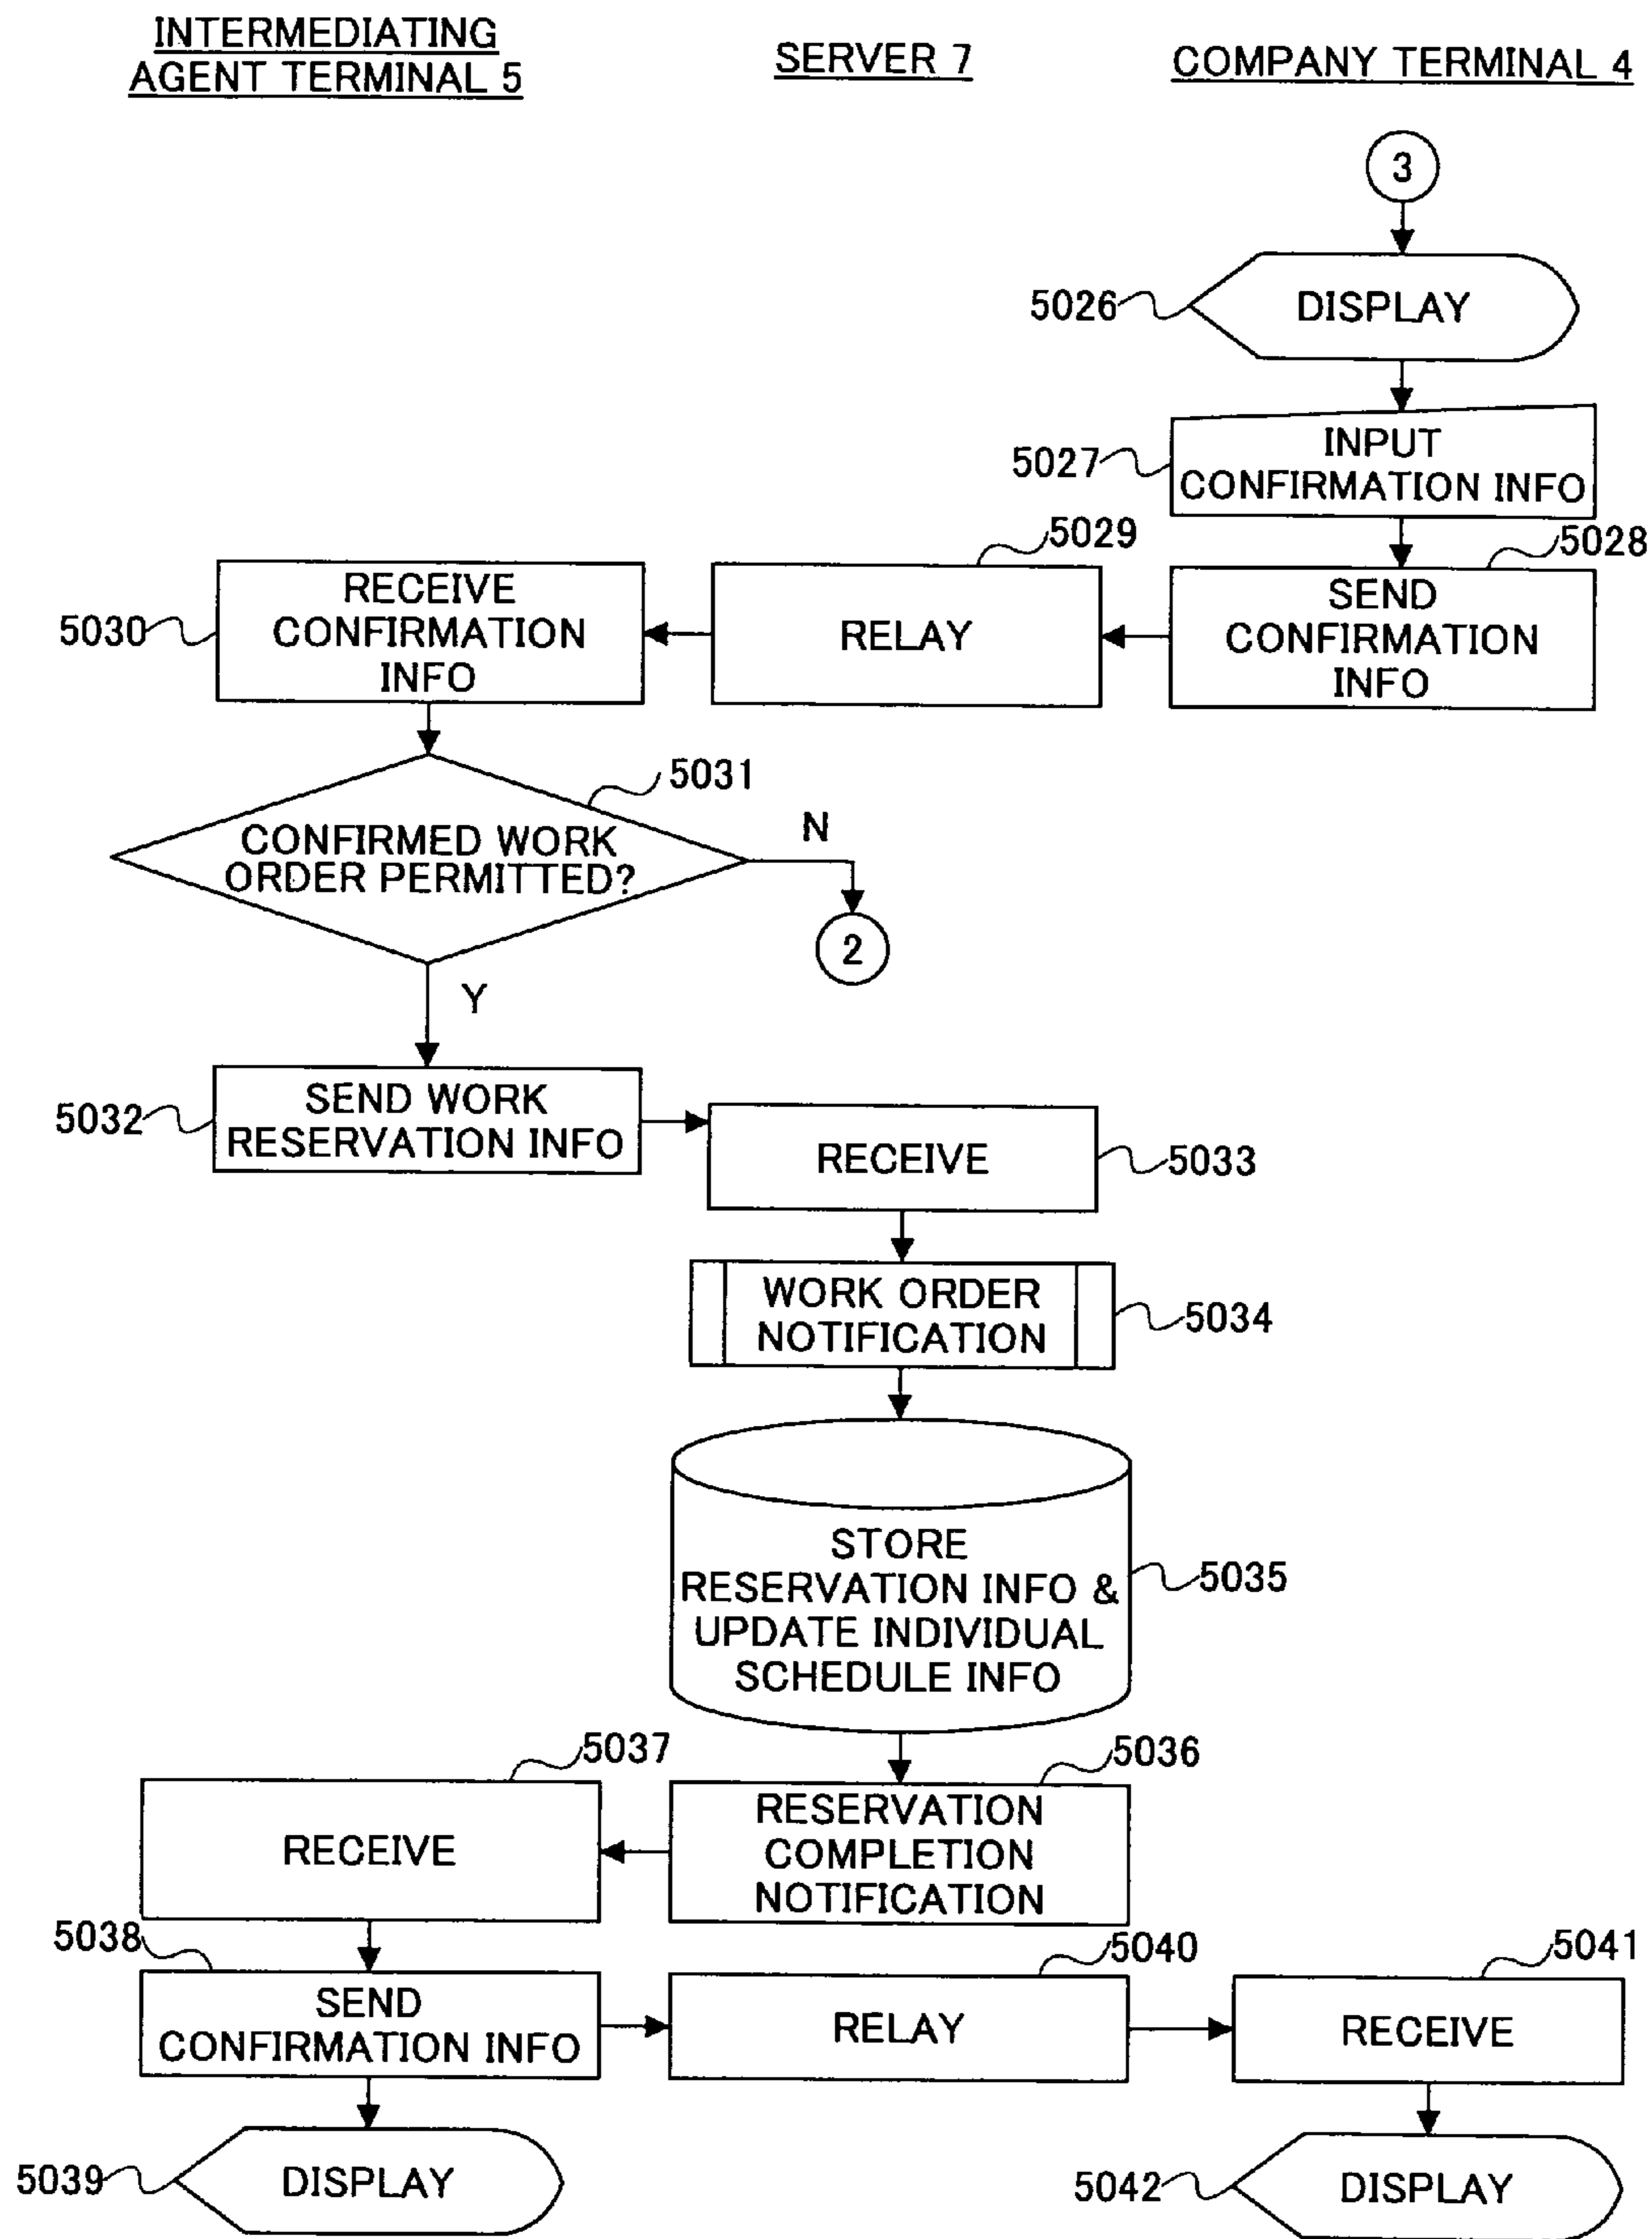 INTERMEDIATING
AGENT TERMINAL 5
SERVER 7
COMPANY TERMINAL 4
3
5026
DISPLAY
5027
INPUT
CONFIRMATION INFO
5028
SEND
CONFIRMATION
INFO
5029
RELAY
5030
RECEIVE
CONFIRMATION
INFO
5031
CONFIRMED WORK
ORDER PERMITTED?
N
2
Y
5032
SEND WORK
RESERVATION INFO
RECEIVE
5033
WORK ORDER
NOTIFICATION
5034
STORE
RESERVATION INFO &
UPDATE INDIVIDUAL
SCHEDULE INFO
5035
5036
RESERVATION
COMPLETION
NOTIFICATION
5037
RECEIVE
5038
SEND
CONFIRMATION INFO
5040
RELAY
5041
RECEIVE
5039
DISPLAY
5042
DISPLAY